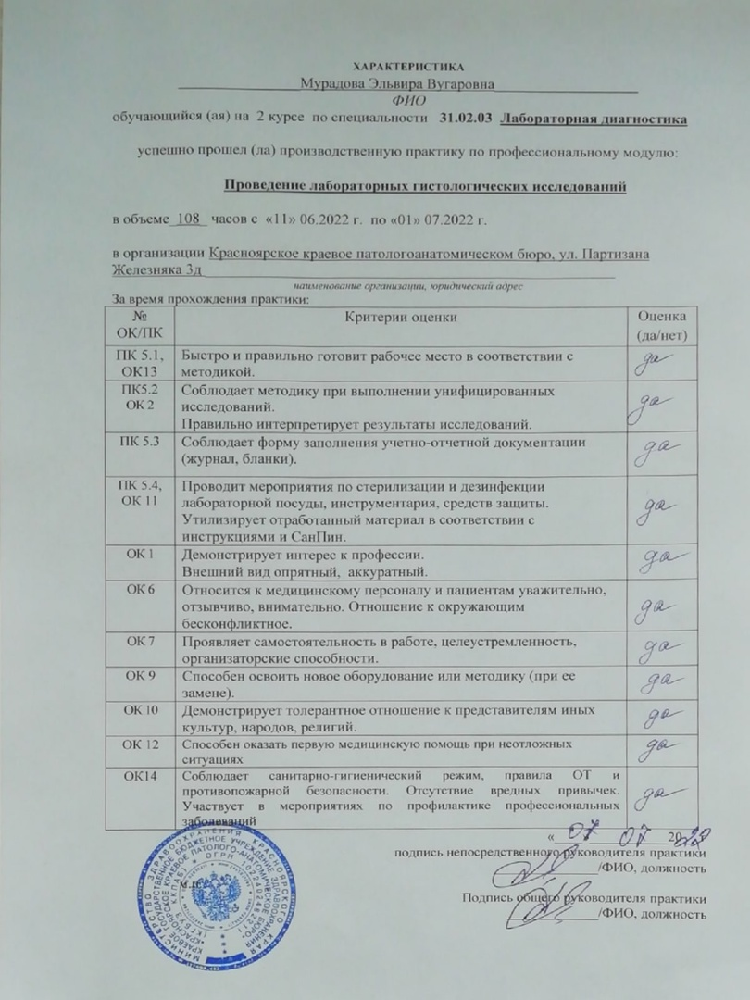 ХАРАКТЕРИСТИКА
Мурадова Эльвира Вугаровна
ФИО
обучающийся (ая) на 2 курсе по специальности 31.02.03 Лабораторная диагностика
успешно прошел (ла) производственную практику по профессиональному модулю:
Проведение лабораторных гистологических исследований
в объеме 108 часов с «11» 06.2022 г. по «01» 07.2022 г.
в организации Красноярское краевое патологоанатомическом бюро, ул. Партизана
Железняка 3д
наименование организации, юридический адрес
За время прохождения практики:
№ ОК/ПК Критерии оценки Оценка (да/нет)
ПК 5.1, Быстро и правильно готовит рабочее место в соответствии с да
ОК13 методикой.
ПК5.2 Соблюдает методику при выполнении унифицированных
ОК 2 исследований. да
Правильно интерпретирует результаты исследований.
ПК 5.3 Соблюдает форму заполнения учетно-отчетной документации да
(журнал, бланки).
ПК 5.4, Проводит мероприятия по стерилизации и дезинфекции
ОК 11 лабораторной посуды, инструментария, средств защиты. да
Утилизирует отработанный материал в соответствии с
инструкциями и СанПин.
ОК 1 Демонстрирует интерес к профессии. да
Внешний вид опрятный, аккуратный.
ОК 6 Относится к медицинскому персоналу и пациентам уважительно,
отзывчиво, внимательно. Отношение к окружающим да
бесконфликтное.
ОК 7 Проявляет самостоятельность в работе, целеустремленность, да
организаторские способности.
ОК 9 Способен освоить новое оборудование или методику (при ее да
замене).
ОК 10 Демонстрирует толерантное отношение к представителям иных да
культур, народов, религий.
ОК 12 Способен оказать первую медицинскую помощь при неотложных да
ситуациях
ОК14 Соблюдает санитарно-гигиенический режим, правила ОТ и
противопожарной безопасности. Отсутствие вредных привычек. да
Участвует в мероприятиях по профилактике профессиональных
заболеваний
« 07 07 20
подпись непосредственного руководителя практики
/ФИО, должность
Подпись общего руководителя практики
/ФИО, должность
м.п.
МИНИСТЕРСТВО ЗДРАВООХРАНЕНИЯ КРАСНОЯРСКОГО КРАЯ